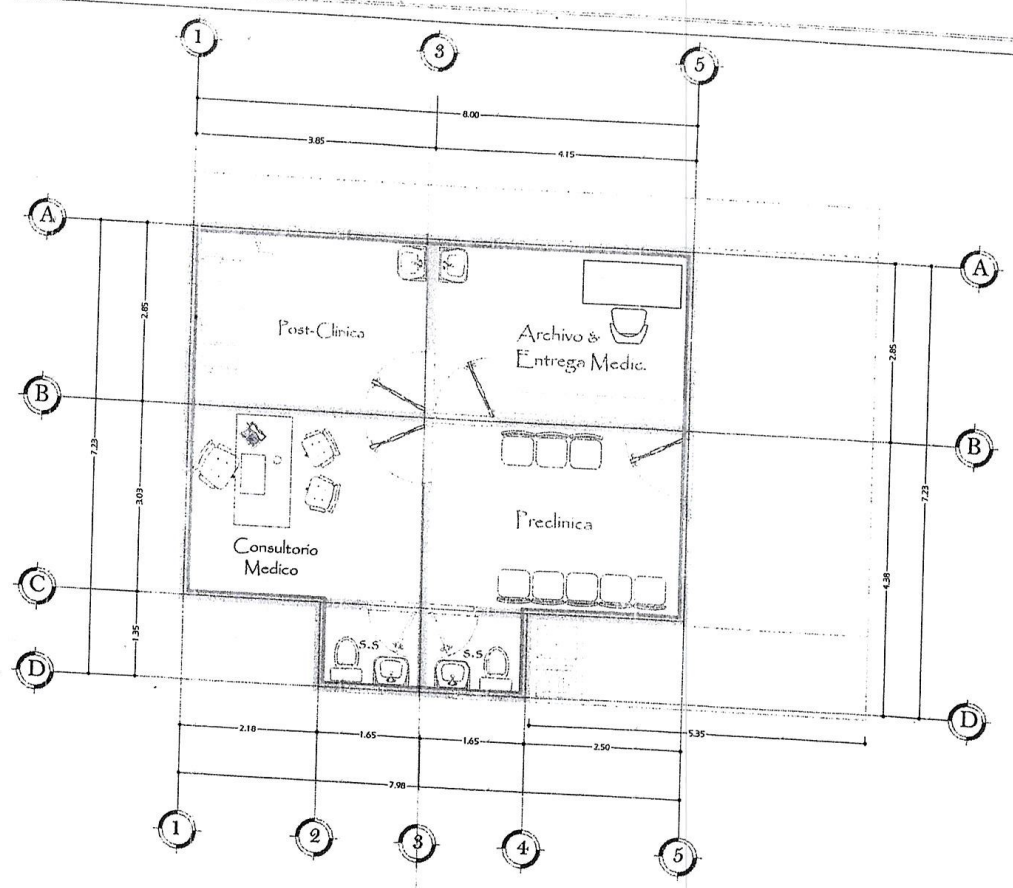 1
3
5
8.00
3.85
4.15
A
A
2.85
2.85
Post-Clinica
Archivo &
Entrega Medic.
B
B
7.23
3.03
7.23
Preclinica
Consultorio
Medico
4.38
C
1.35
S.S
S.S.
D
D
2.18
1.65
1.65
2.50
5.35
7.98
1
2
3
4
5